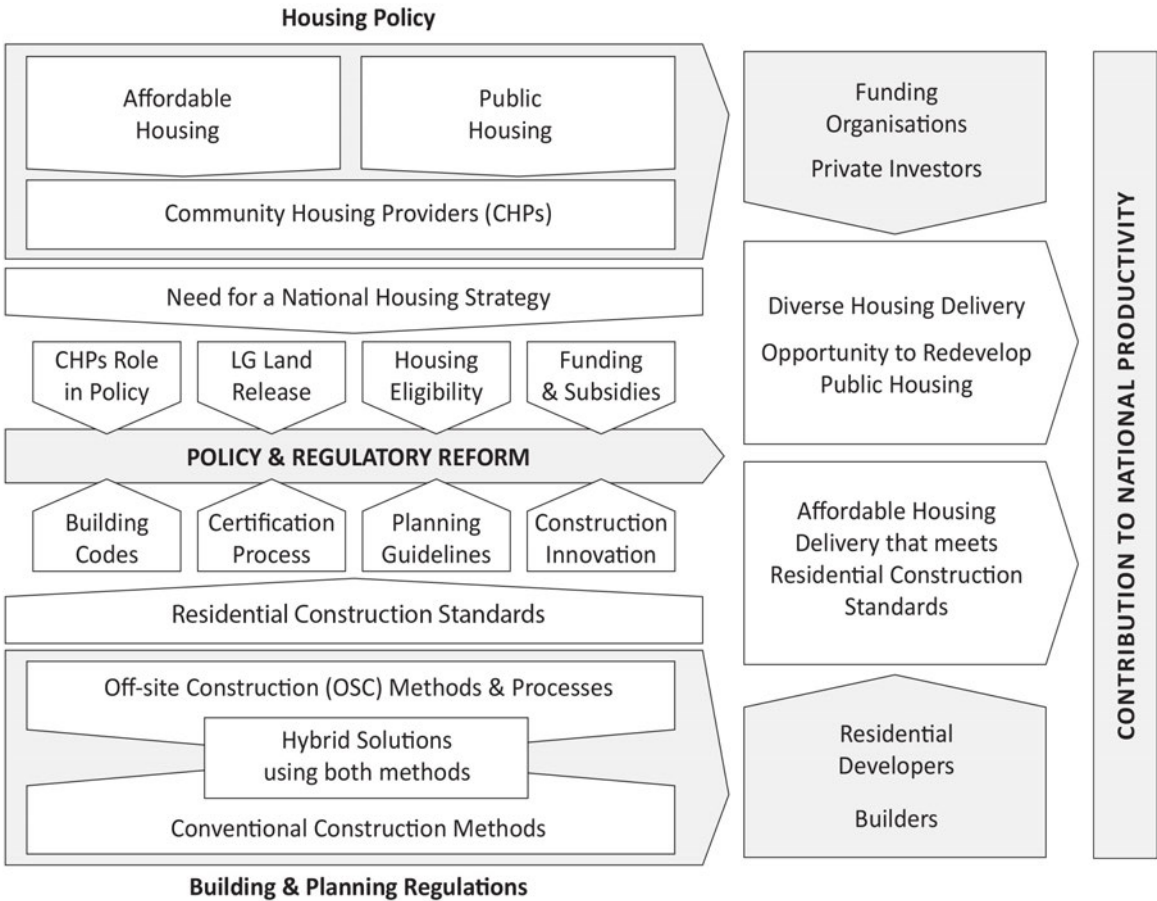 Housing Policy
Affordable
Housing
Public
Housing
Community Housing Providers (CHPs)
Need for a National Housing Strategy
CHPs Role
in Policy
LG Land
Release
Housing
Eligibility
Funding
& Subsidies
POLICY & REGULATORY REFORM
Building
Codes
Certification
Process
Planning
Guidelines
Construction
Innovation
Residential Construction Standards
Off-site Construction (OSC) Methods & Processes
Hybrid Solutions
using both methods
Conventional Construction Methods
Building & Planning Regulations
Funding
Organisations
Private Investors
Diverse Housing Delivery
Opportunity to Redevelop
Public Housing
Affordable Housing
Delivery that meets
Residential Construction
Standards
Residential
Developers
Builders
CONTRIBUTION TO NATIONAL PRODUCTIVITY